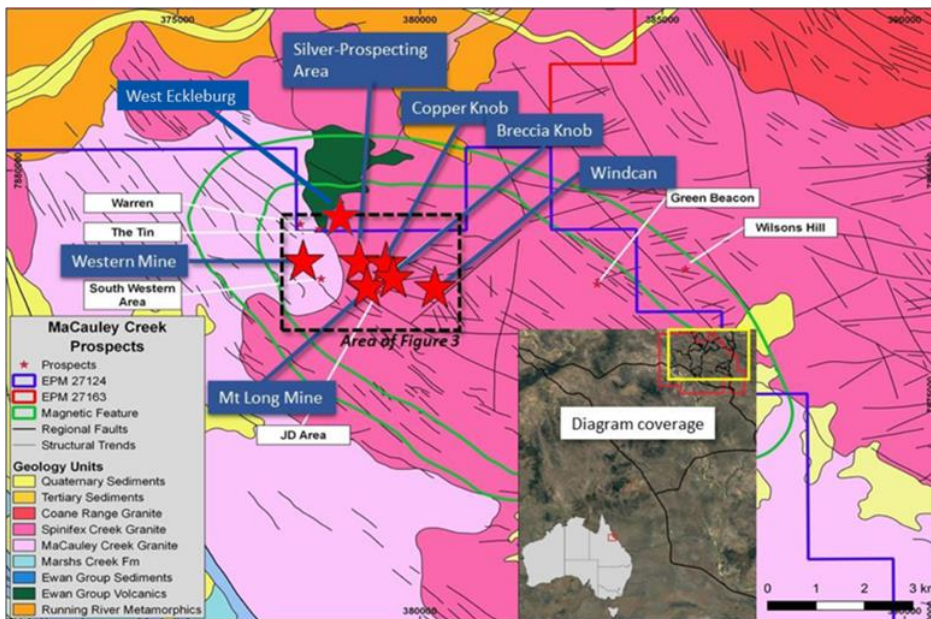 375000
380000
385000
390000
Silver-Prospecting
Area
West Eckleburg
Copper Knob
Breccia Knob
Windcan
7880000
Warren
Green Beacon
The Tin
Wilsons Hill
Western Mine
South Western
Area
Area of Figure 3
MaCauley Creek
Prospects
Prospects
EPM 27124
EPM 27163
Magnetic Feature
Regional Faults
Structural Trends
Geology Units
Quaternary Sediments
Tertiary Sediments
Coane Range Granite
Spinifex Creek Granite
MaCauley Creek Granite
Marshs Creek Fm
Ewan Group Sediments
Ewan Group Volcanics
Running River Metamorphics
Mt Long Mine
JD Area
Diagram coverage
0 1 2 3 km
380000